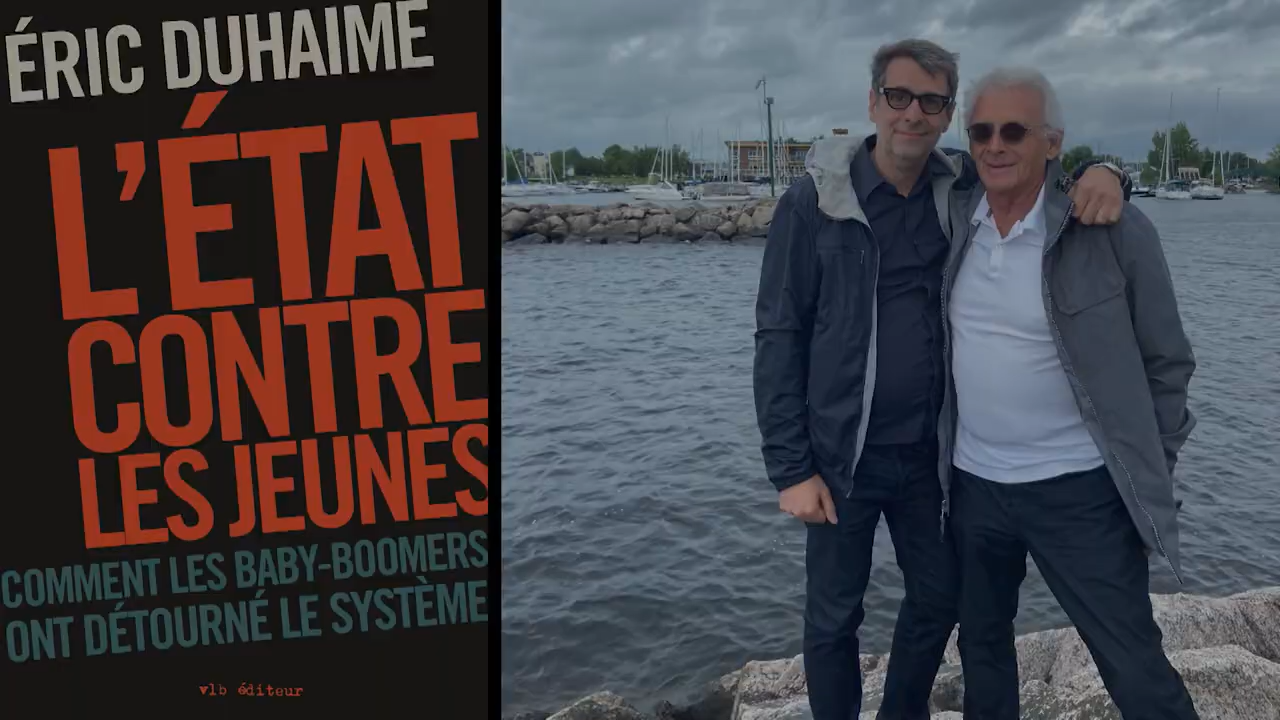 ÉRIC DUHAIME
L'ÉTAT
CONTRE
LES JEUNES
COMMENT LES BABY-BOOMERS
ONT DÉTOURNÉ LE SYSTÈME
vlb éditeur